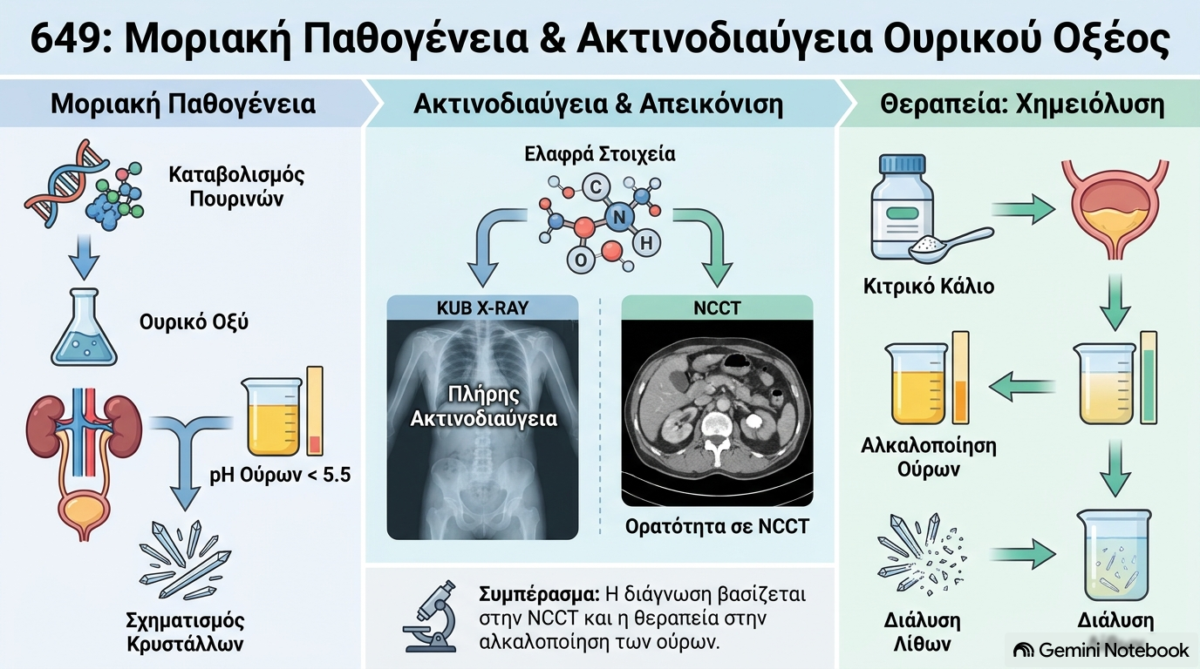 649: Μοριακή Παθογένεια & Ακτινοδιαύγεια Ουρικού Οξέος
Μοριακή Παθογένεια
Καταβολισμός
Πουρινών
Ουρικό Οξύ
pH Ούρων < 5.5
Σχηματισμός
Κρυστάλλων
Ακτινοδιαύγεια & Απεικόνιση
Ελαφρά Στοιχεία
C
N
H
O
KUB X-RAY
Πλήρης
Ακτινοδιαύγεια
NCCT
Ορατότητα σε NCCT
Συμπέρασμα: Η διάγνωση βασίζεται
στην NCCT και η θεραπεία στην
αλκαλοποίηση των ούρων.
Θεραπεία: Χημειόλυση
Κιτρικό Κάλιο
Αλκαλοποίηση
Ούρων
Διάλυση
Λίθων
Διάλυση
Gemini Notebook